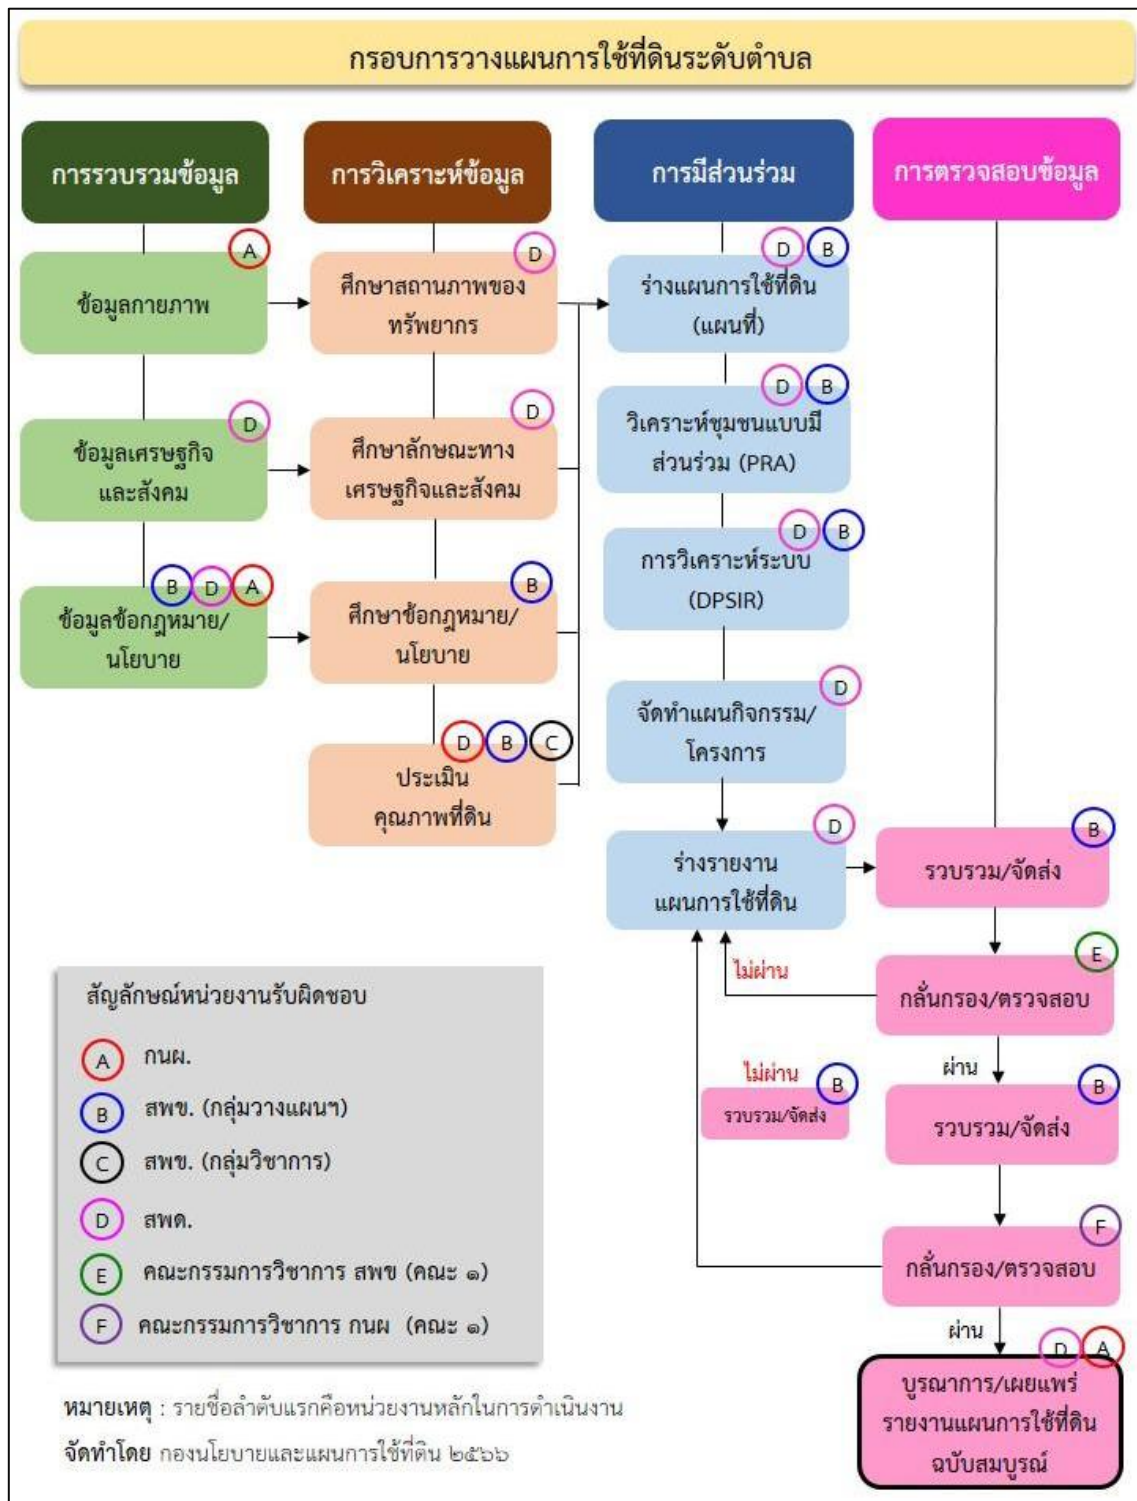 กรอบการวางแผนการใช้ที่ดินระดับตำบล
การรวบรวมข้อมูล
การวิเคราะห์ข้อมูล
การมีส่วนร่วม
การตรวจสอบข้อมูล
A
ข้อมูลกายภาพ
D
ข้อมูลเศรษฐกิจ
และสังคม
B D A
ข้อมูลข้อกฎหมาย/
นโยบาย
D
ศึกษาสถานภาพของ
ทรัพยากร
D
ศึกษาลักษณะทาง
เศรษฐกิจและสังคม
B
ศึกษาข้อกฎหมาย/
นโยบาย
D B C
ประเมิน
คุณภาพที่ดิน
D B
ร่างแผนการใช้ที่ดิน
(แผนที่)
D B
วิเคราะห์ชุมชนแบบมี
ส่วนร่วม (PRA)
D B
การวิเคราะห์ระบบ
(DPSIR)
D
จัดทำแผนกิจกรรม/
โครงการ
D
ร่างรายงาน
แผนการใช้ที่ดิน
B
รวบรวม/จัดส่ง
E
ไม่ผ่าน
กลั่นกรอง/ตรวจสอบ
ผ่าน
ไม่ผ่าน
B
รวบรวม/จัดส่ง
B
รวบรวม/จัดส่ง
F
กลั่นกรอง/ตรวจสอบ
ผ่าน
D A
บูรณาการ/เผยแพร่
รายงานแผนการใช้ที่ดิน
ฉบับสมบูรณ์
สัญลักษณ์หน่วยงานรับผิดชอบ
A กนผ.
B สพข. (กลุ่มวางแผนฯ)
C สพข. (กลุ่มวิชาการ)
D สพด.
E คณะกรรมการวิชาการ สพข (คณะ ๑)
F คณะกรรมการวิชาการ กนผ (คณะ ๑)
หมายเหตุ : รายชื่อลำดับแรกคือหน่วยงานหลักในการดำเนินงาน
จัดทำโดย กองนโยบายและแผนการใช้ที่ดิน ๒๕๖๖